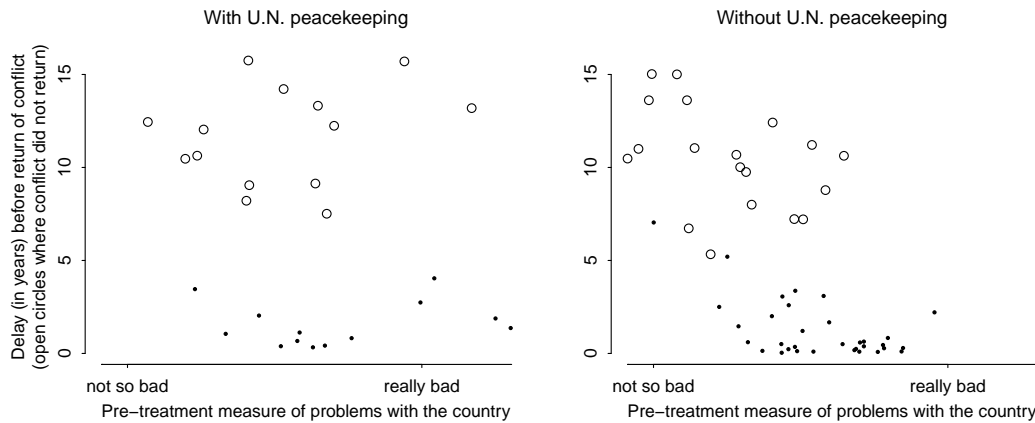 With U.N. peacekeeping
Delay (in years) before return of conflict
(open circles where conflict did not return)
15
10
5
0
not so bad
really bad
Pre−treatment measure of problems with the country
Without U.N. peacekeeping
15
10
5
0
not so bad
really bad
Pre−treatment measure of problems with the country